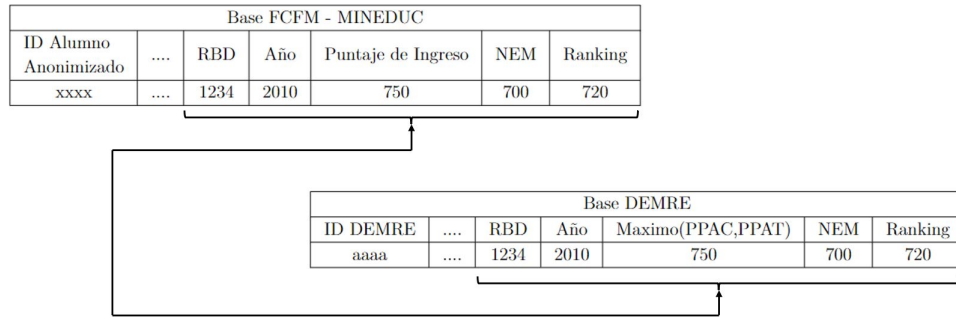 Base FCFM - MINEDUC
ID Alumno Anonimizado .... RBD Año Puntaje de Ingreso NEM Ranking
xxxx .... 1234 2010 750 700 720
Base DEMRE
ID DEMRE .... RBD Año Maximo(PPAC,PPAT) NEM Ranking
aaaa .... 1234 2010 750 700 720